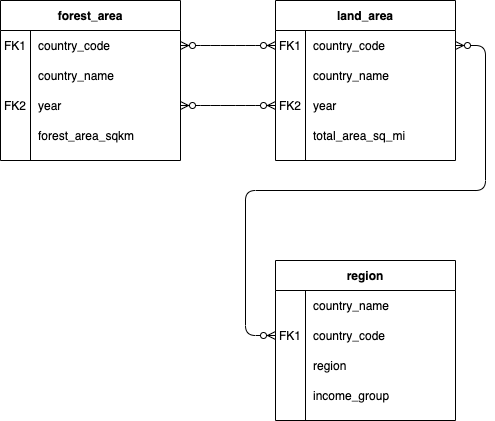 forest_area
FK1 country_code
country_name
FK2 year
forest_area_sqkm
land_area
FK1 country_code
country_name
FK2 year
total_area_sq_mi
region
country_name
FK1 country_code
region
income_group